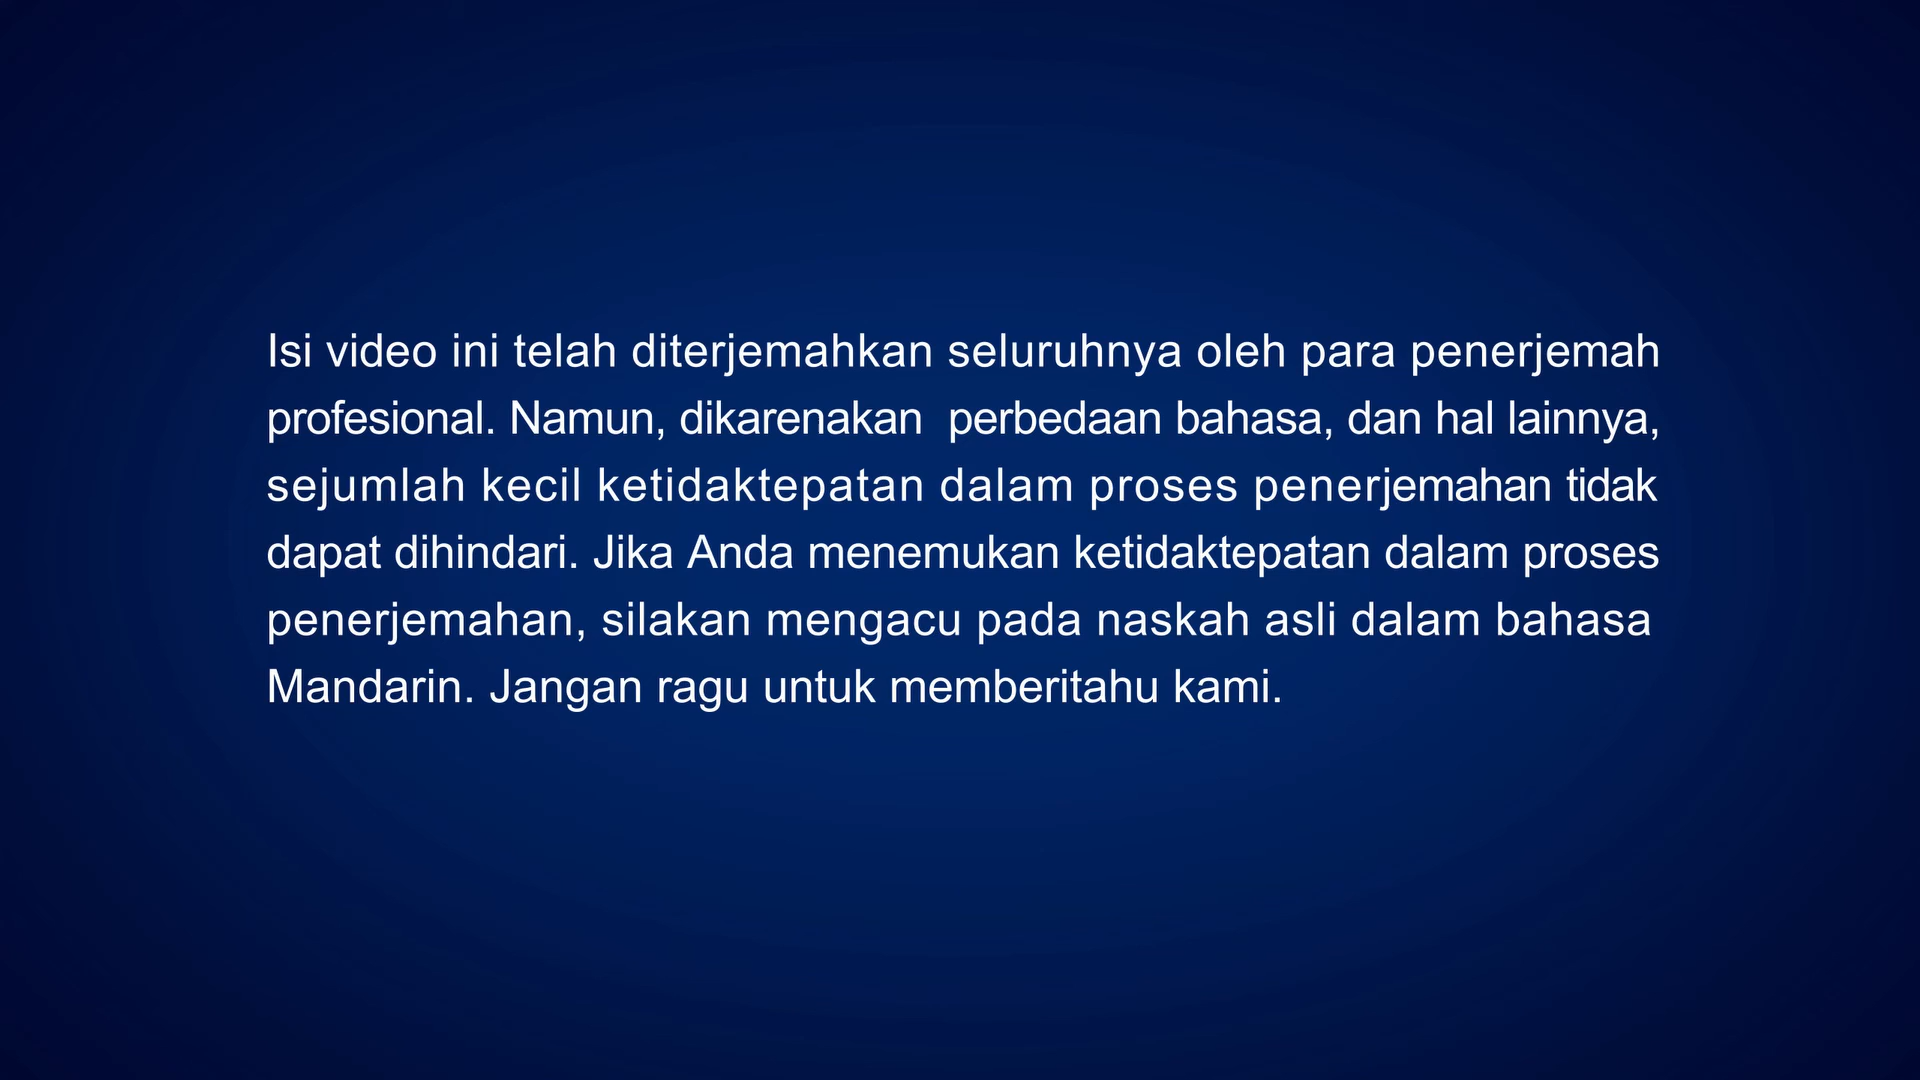 Isi video ini telah diterjemahkan seluruhnya oleh para penerjemah
profesional. Namun, dikarenakan  perbedaan bahasa, dan hal lainnya,
sejumlah kecil ketidaktepatan dalam proses penerjemahan tidak
dapat dihindari. Jika Anda menemukan ketidaktepatan dalam proses
penerjemahan, silakan mengacu pada naskah asli dalam bahasa
Mandarin. Jangan ragu untuk memberitahu kami.